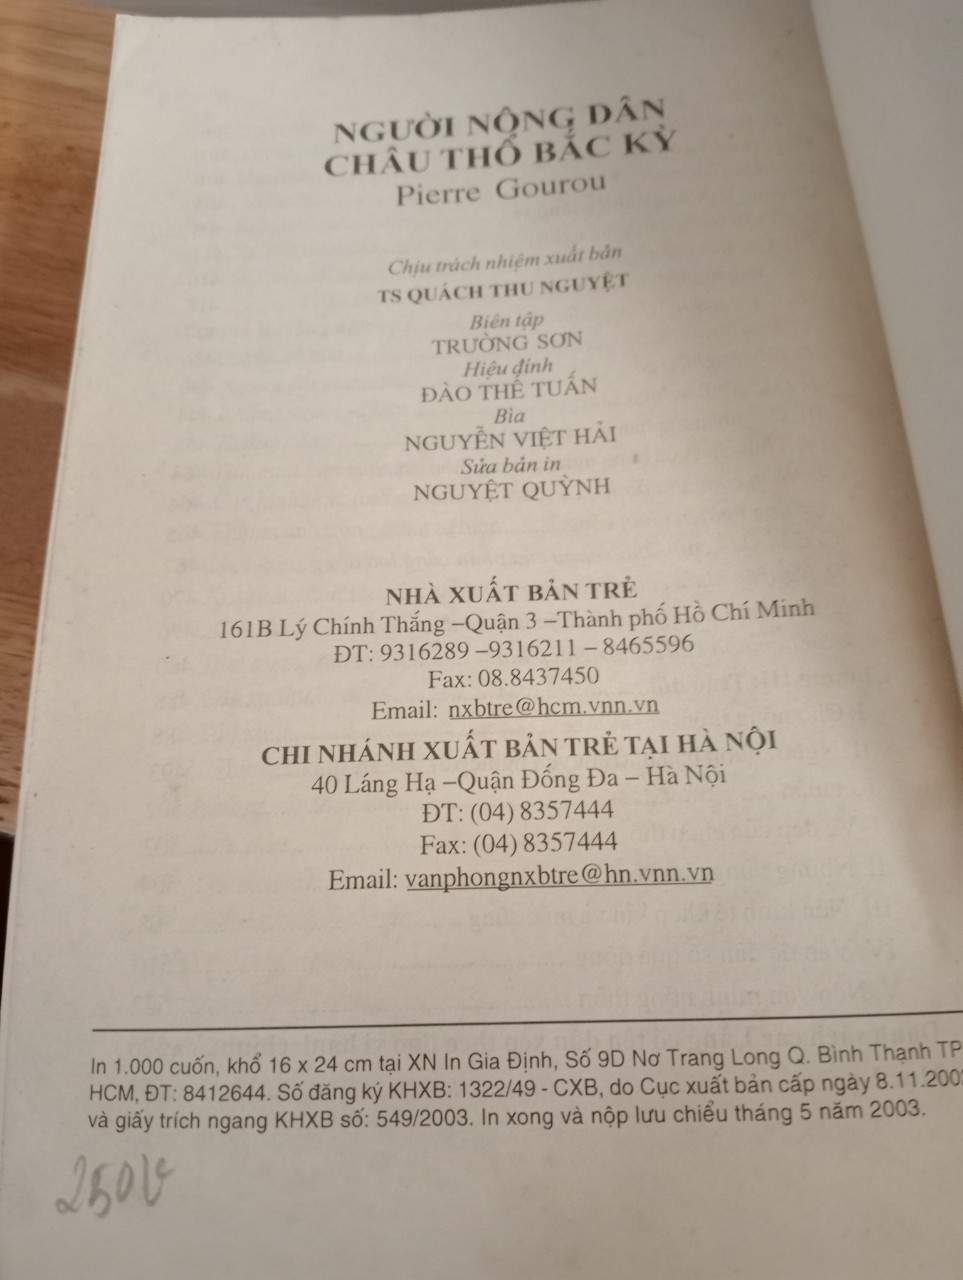 NGƯỜI NÔNG DÂN
CHÂU THỔ BẮC KỲ
Pierre Gourou
Chịu trách nhiệm xuất bản
TS QUÁCH THU NGUYỆT
Biên tập
TRƯỜNG SƠN
Hiệu đính
ĐÀO THẾ TUẤN
Bìa
NGUYỄN VIỆT HẢI
Sửa bản in
NGUYỆT QUỲNH
NHÀ XUẤT BẢN TRẺ
161B Lý Chính Thắng –Quận 3 –Thành phố Hồ Chí Minh
ĐT: 9316289 –9316211 – 8465596
Fax: 08.8437450
Email: nxbtre@hcm.vnn.vn
CHI NHÁNH XUẤT BẢN TRẺ TẠI HÀ NỘI
40 Láng Hạ –Quận Đống Đa – Hà Nội
ĐT: (04) 8357444
Fax: (04) 8357444
Email: vanphongnxbtre@hn.vnn.vn
In 1.000 cuốn, khổ 16 x 24 cm tại XN In Gia Định, Số 9D Nơ Trang Long Q. Bình Thạnh TP
HCM, ĐT: 8412644. Số đăng ký KHXB: 1322/49 - CXB, do Cục xuất bản cấp ngày
và giấy trích ngang KHXB số: 549/2003. In xong và nộp lưu chiểu tháng 5 năm 2003.